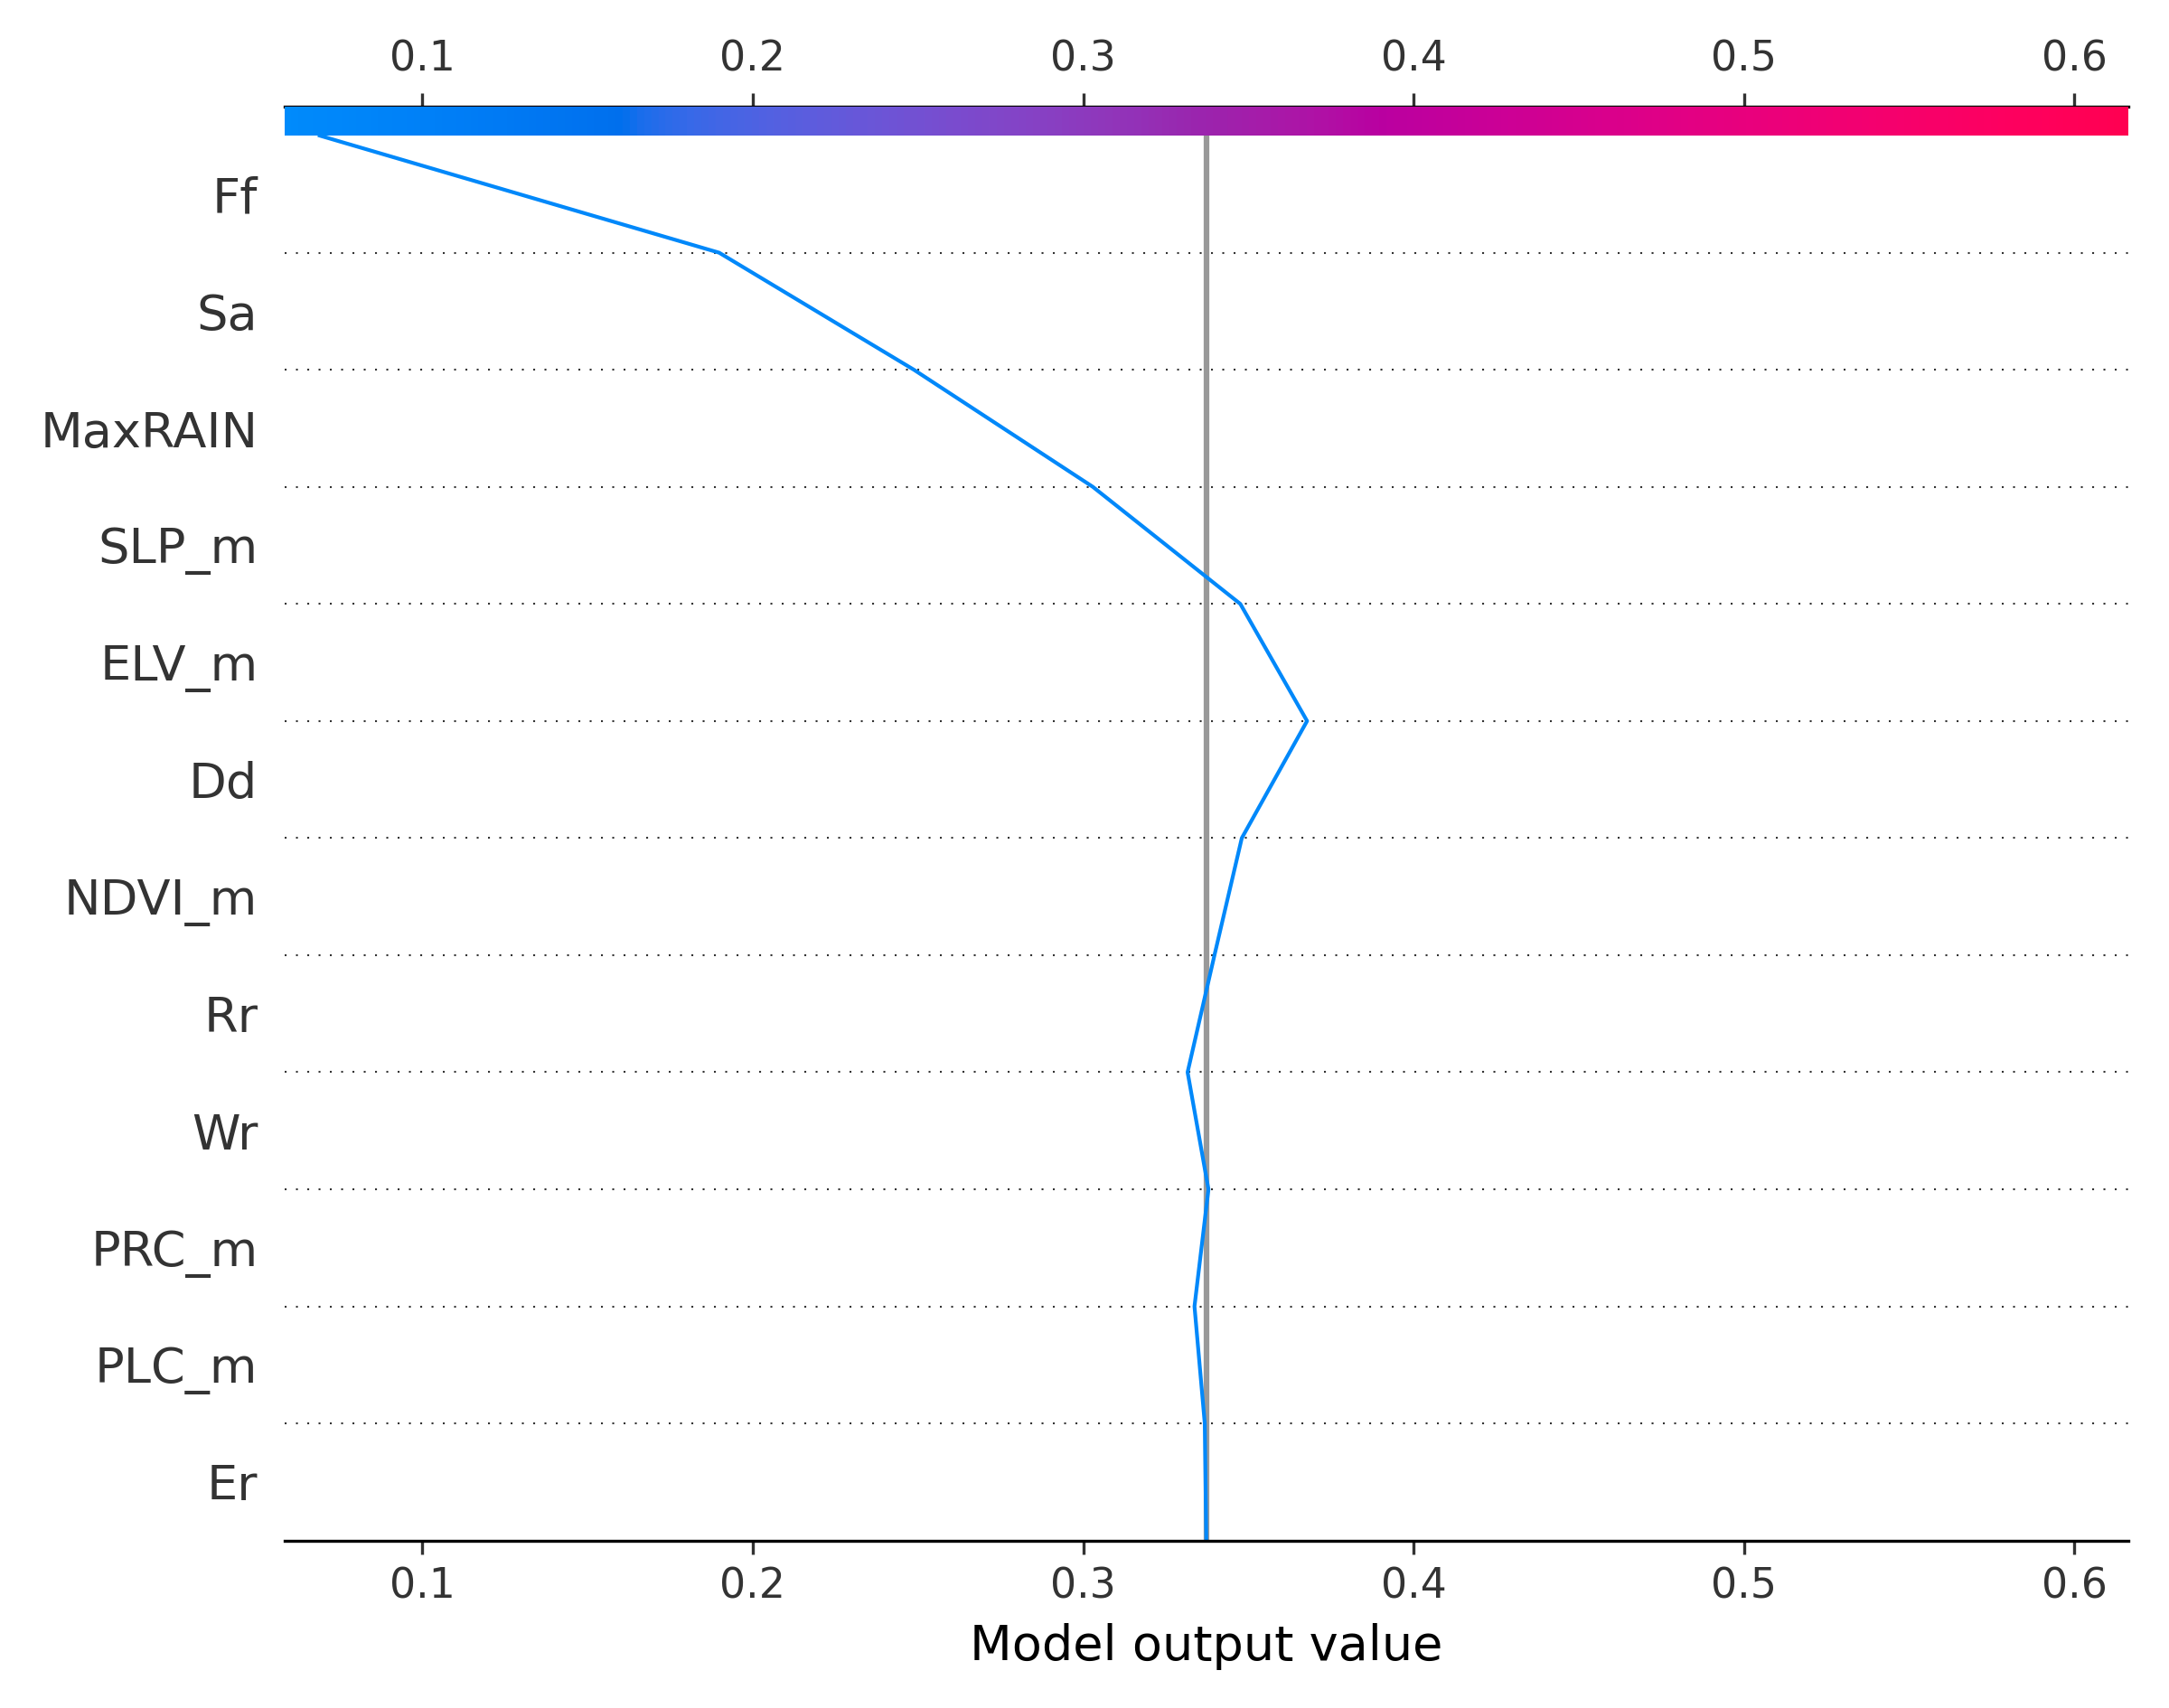 0.1 0.2 0.3 0.4 0.5 0.6
Ff
Sa
MaxRAIN
SLP_m
ELV_m
Dd
NDVI_m
Rr
Wr
PRC_m
PLC_m
Er
0.1 0.2 0.3 0.4 0.5 0.6
Model output value